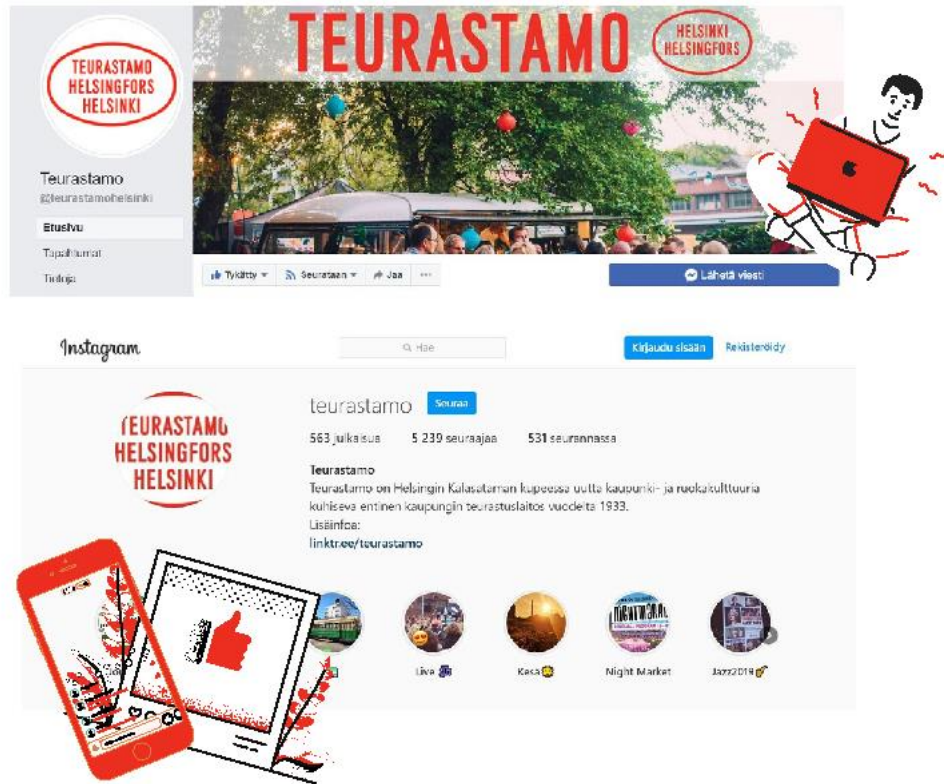 TEURASTAMO
HELSINKI
HELSINGFORS
TEURASTAMO
HELSINGFORS
HELSINKI
Teurastamo
@teurastamohelsinki
Etusivu
Tapahtumat
Tietoja
Tykätty
Seurataan
Jaa
Lähetä viesti
Instagram
Hae
Kirjaudu sisään
Rekisteröidy
TEURASTAMO
HELSINGFORS
HELSINKI
teurastamo
Seuraa
563 julkaisua 5 239 seuraajaa 531 seurannassa
Teurastamo
Teurastamo on Helsingin Kalasataman kupeessa uutta kaupunki- ja ruokakulttuuria
kuhiseva entinen kaupungin teurastuslaitos vuodelta 1933.
Lisäinfoa:
linktr.ee/teurastamo
Live
Kesä
Night Market
Jazz2019